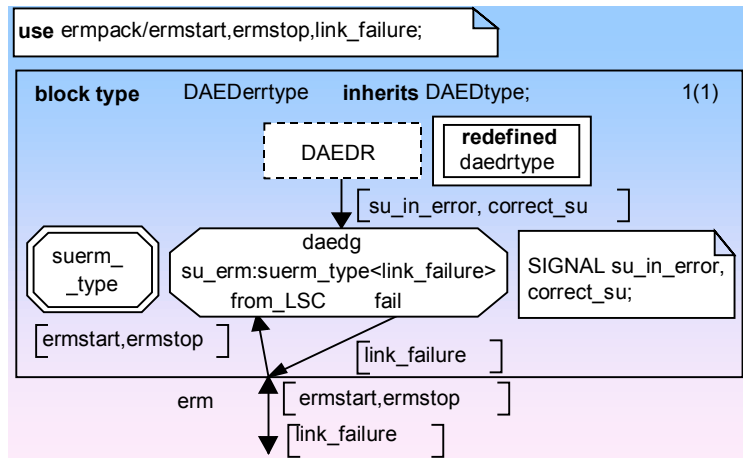 use ermpack/ermstart,ermstop,link_failure;
block type DAEDerrtype inherits DAEDtype; 1(1)
DAEDR
redefined
daedrtype
[su_in_error, correct_su]
daedg
su_erm:suerm_type<link_failure>
from_LSC fail
suerm_
_type
SIGNAL su_in_error,
correct_su;
[ermstart,ermstop]
[link_failure]
erm
[ermstart,ermstop]
[link_failure]